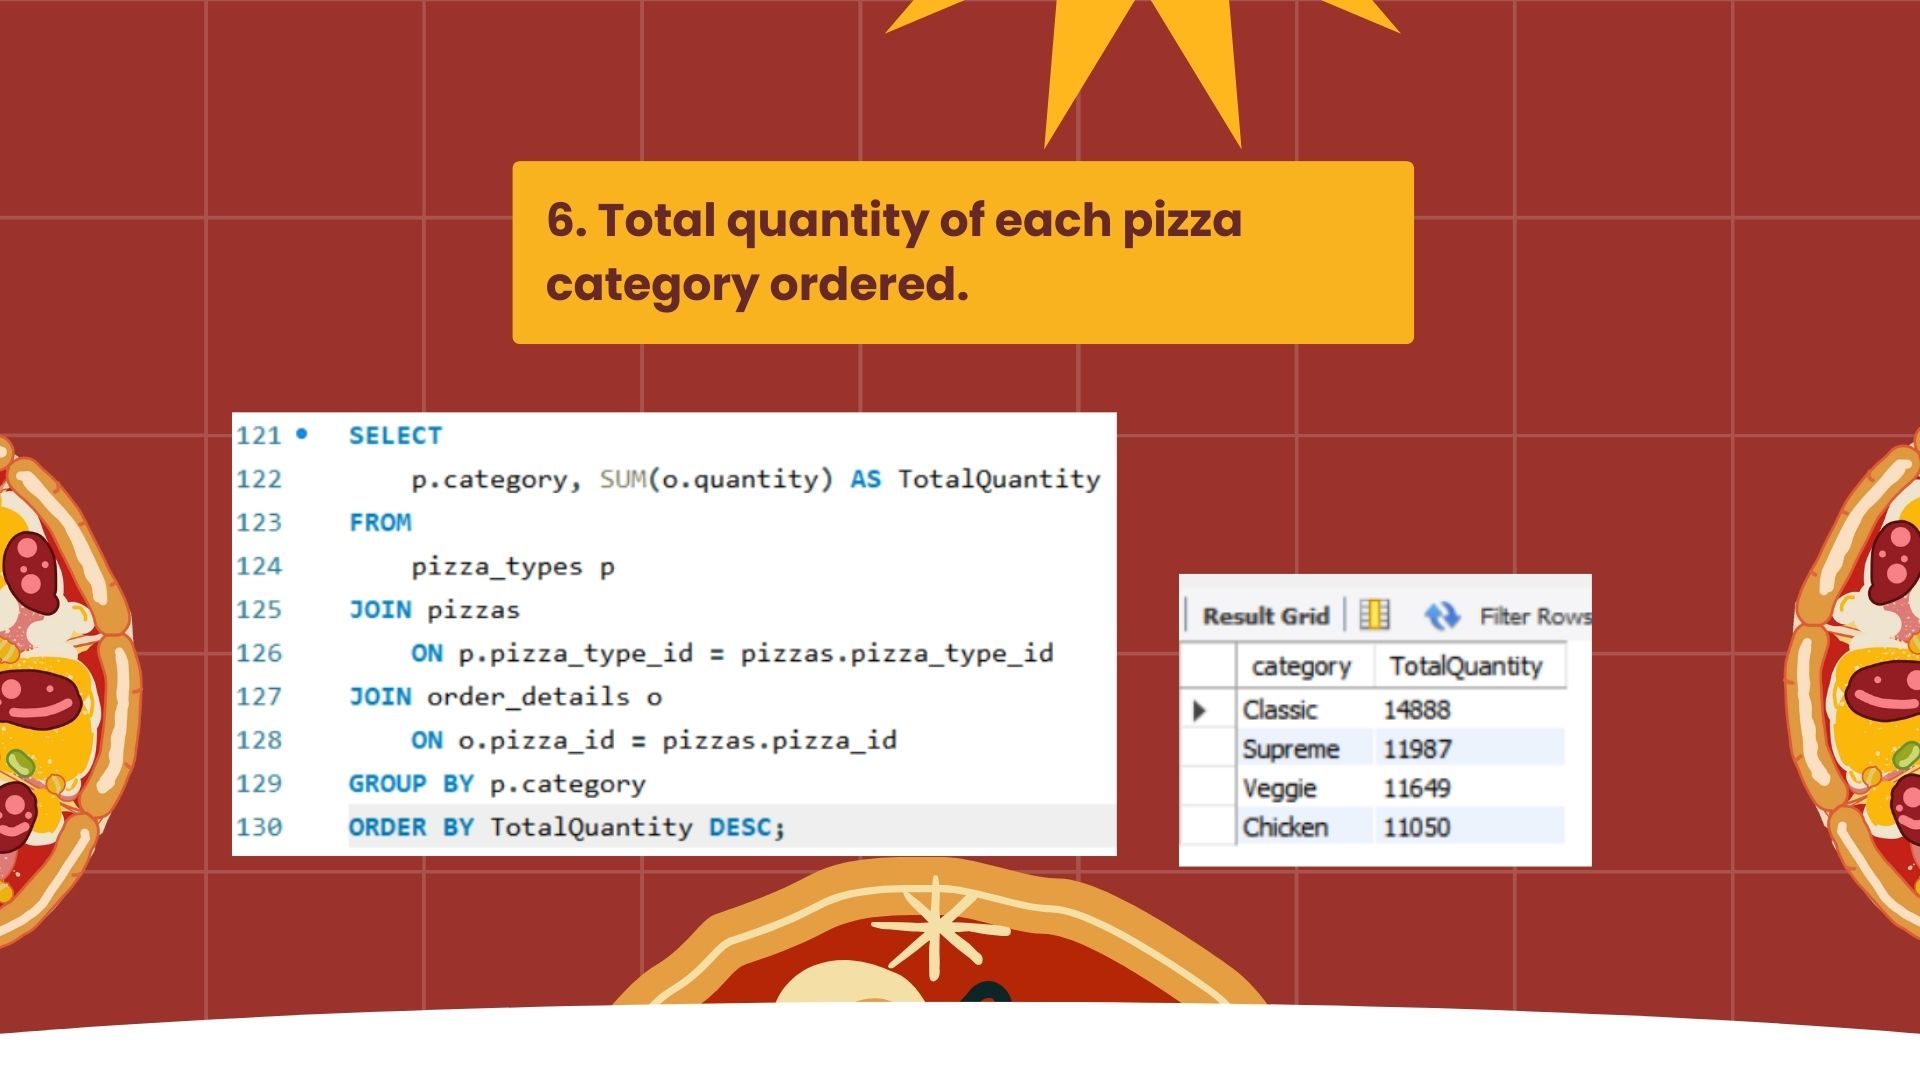 6. Total quantity of each pizza
category ordered.
121 SELECT
122 p.category, SUM(o.quantity) AS TotalQuantity
123 FROM
124 pizza_types p
125 JOIN pizzas
126 ON p.pizza_type_id = pizzas.pizza_type_id
127 JOIN order_details o
128 ON o.pizza_id = pizzas.pizza_id
129 GROUP BY p.category
130 ORDER BY TotalQuantity DESC;
Result Grid Filter Rows
category TotalQuantity
Classic 14888
Supreme 11987
Veggie 11649
Chicken 11050